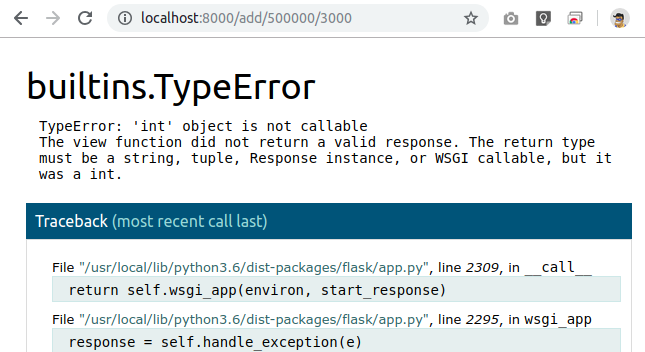 localhost:8000/add/500000/3000
builtins.TypeError
TypeError: 'int' object is not callable
The view function did not return a valid response. The return type
must be a string, tuple, Response instance, or WSGI callable, but it
was a int.
Traceback (most recent call last)
File "/usr/local/lib/python3.6/dist-packages/flask/app.py", line 2309, in __call__
return self.wsgi_app(environ, start_response)
File "/usr/local/lib/python3.6/dist-packages/flask/app.py", line 2295, in wsgi_app
response = self.handle_exception(e)